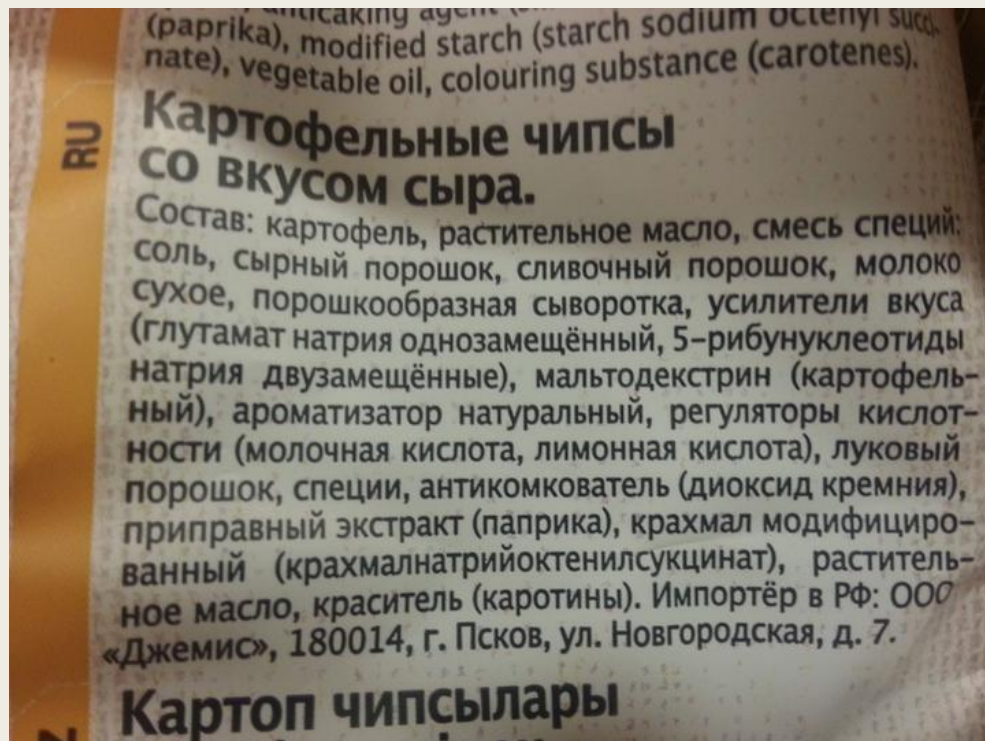 anticaking agent
(paprika), modified starch (starch sodium octenyl succi-
nate), vegetable oil, colouring substance (carotenes).
RU
Картофельные чипсы
со вкусом сыра.
Состав: картофель, растительное масло, смесь специй:
соль, сырный порошок, сливочный порошок, молоко
сухое, порошкообразная сыворотка, усилители вкуса
(глутамат натрия однозамещённый, 5-рибунуклеотиды
натрия двузамещённые), мальтодекстрин (картофель-
ный), ароматизатор натуральный, регуляторы кислот-
ности (молочная кислота, лимонная кислота), луковый
порошок, специи, антикомкователь (диоксид кремния),
приправный экстракт (паприка), крахмал модифициро-
ванный (крахмалнатрийоктенилсукцинат), раститель-
ное масло, краситель (каротины). Импортёр в РФ: ООО
«Джемис», 180014, г. Псков, ул. Новгородская, д. 7.
Картоп чипсылары